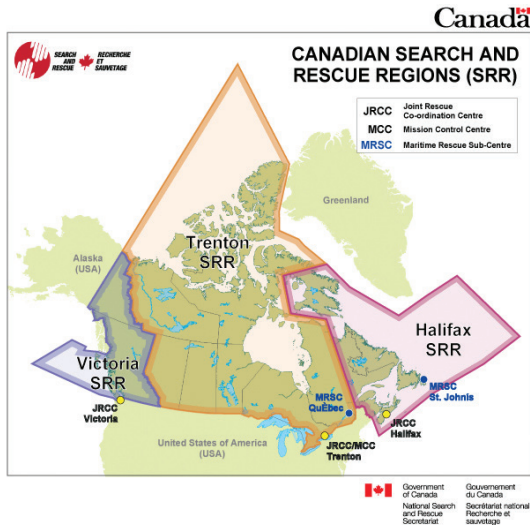 Canada
SEARCH AND
RESCUE
RECHERCHE
ET
SAUVETAGE
CANADIAN SEARCH AND
RESCUE REGIONS (SRR)
JRCC Joint Rescue
Co-ordination Centre
MCC Mission Control Centre
MRSC Maritime Rescue Sub-Centre
Greenland
Alaska
(USA)
Trenton
SRR
Halifax
SRR
Victoria
SRR
MRSC
St. Johnis
MRSC
QuÈbec
JRCC
Victoria
JRCC
Halifax
JRCC/MCC
Trenton
United States of America
(USA)
Government
of Canada
Gouvernement
du Canada
National Search
and Rescue
Secretariat
Secrétariat national
Recherche et
sauvetage